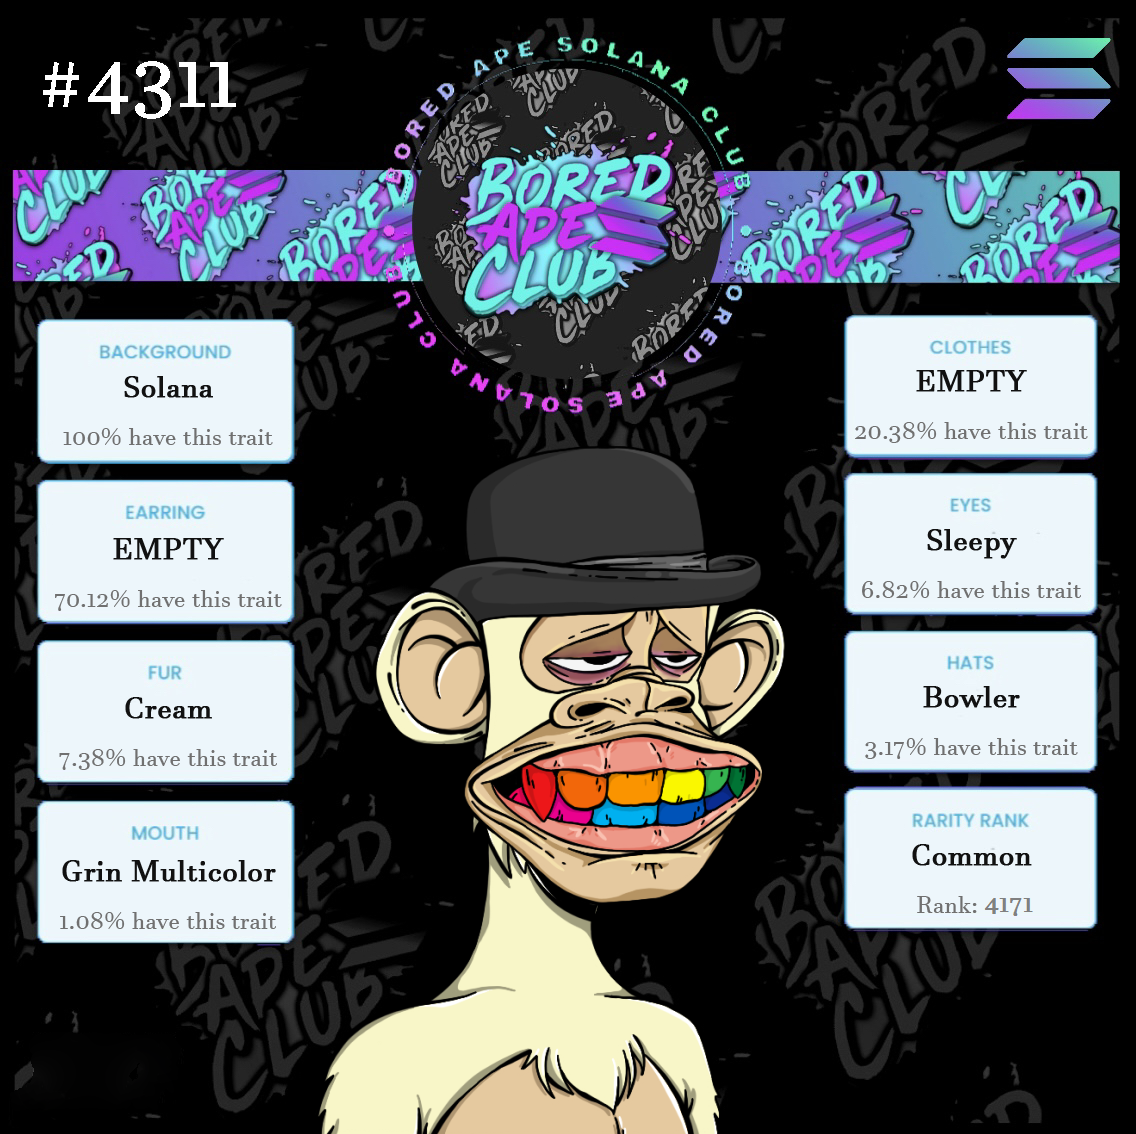 #4311
BORED APE SOLANA CLUB
BORED APE SOLANA CLUB
BORED
APE
CLUB
BACKGROUND
Solana
100% have this trait
EARRING
EMPTY
70.12% have this trait
FUR
Cream
7.38% have this trait
MOUTH
Grin Multicolor
1.08% have this trait
CLOTHES
EMPTY
20.38% have this trait
EYES
Sleepy
6.82% have this trait
HATS
Bowler
3.17% have this trait
RARITY RANK
Common
Rank: 4171